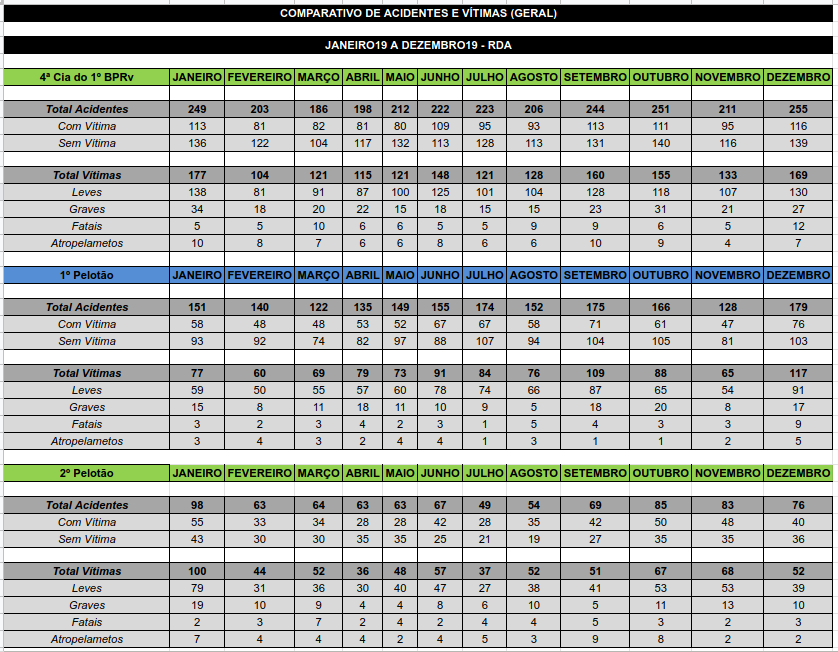 COMPARATIVO DE ACIDENTES E VÍTIMAS (GERAL)
JANEIRO19 A DEZEMBRO19 - RDA
4ª Cia do 1º BPRv JANEIRO FEVEREIRO MARÇO ABRIL MAIO JUNHO JULHO AGOSTO SETEMBRO OUTUBRO NOVEMBRO DEZEMBRO
Total Acidentes 249 203 186 198 212 222 223 206 244 251 211 255
Com Vítima 113 81 82 81 80 109 95 93 113 111 95 116
Sem Vítima 136 122 104 117 132 113 128 113 131 140 116 139
Total Vítimas 177 104 121 115 121 148 121 128 160 155 133 169
Leves 138 81 91 87 100 125 101 104 128 118 107 130
Graves 34 18 20 22 15 18 15 15 23 31 21 27
Fatais 5 5 10 6 6 5 5 9 9 6 5 12
Atropelametos 10 8 7 6 6 8 6 6 10 9 4 7
1º Pelotão JANEIRO FEVEREIRO MARÇO ABRIL MAIO JUNHO JULHO AGOSTO SETEMBRO OUTUBRO NOVEMBRO DEZEMBRO
Total Acidentes 151 140 122 135 149 155 174 152 175 166 128 179
Com Vítima 58 48 48 53 52 67 67 58 71 61 47 76
Sem Vítima 93 92 74 82 97 88 107 94 104 105 81 103
Total Vítimas 77 60 69 79 73 91 84 76 109 88 65 117
Leves 59 50 55 57 60 78 74 66 87 65 54 91
Graves 15 8 11 18 11 10 9 5 18 20 8 17
Fatais 3 2 3 4 2 3 1 5 4 3 3 9
Atropelametos 3 4 3 2 4 4 1 3 1 1 2 5
2º Pelotão JANEIRO FEVEREIRO MARÇO ABRIL MAIO JUNHO JULHO AGOSTO SETEMBRO OUTUBRO NOVEMBRO DEZEMBRO
Total Acidentes 98 63 64 63 63 67 49 54 69 85 83 76
Com Vítima 55 33 34 28 28 42 28 35 42 50 48 40
Sem Vítima 43 30 30 35 35 25 21 19 27 35 35 36
Total Vítimas 100 44 52 36 48 57 37 52 51 67 68 52
Leves 79 31 36 30 40 47 27 38 41 53 53 39
Graves 19 10 9 4 4 8 6 10 5 11 13 10
Fatais 2 3 7 2 4 2 4 4 5 3 2 3
Atropelametos 7 4 4 4 2 4 5 3 9 8 2 2